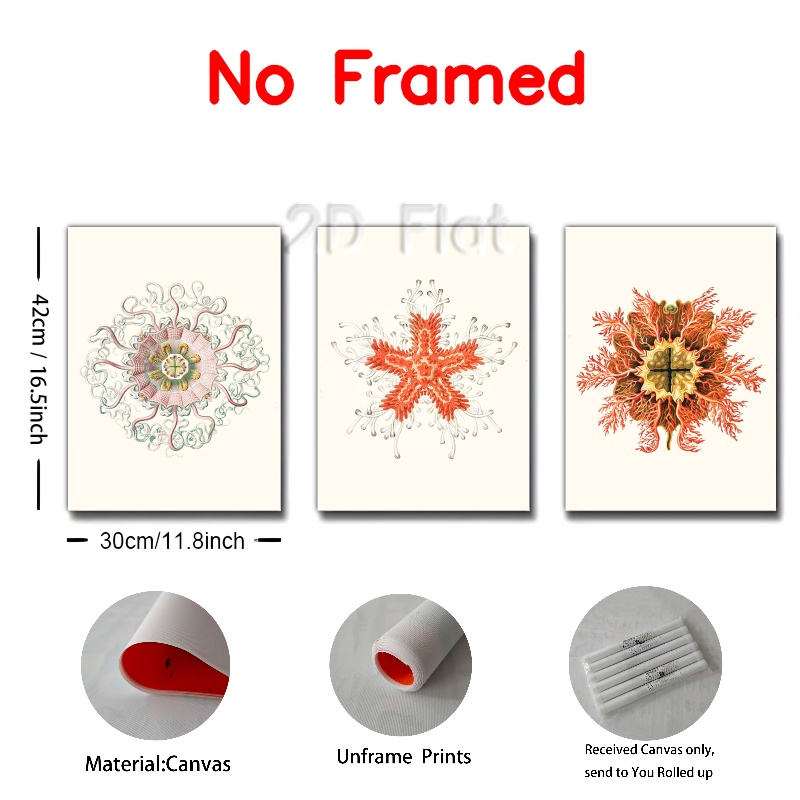 No Framed
2D Flat
42cm / 16.5inch
30cm/11.8inch
Material:Canvas
Unframe Prints
Received Canvas only,
send to You Rolled up